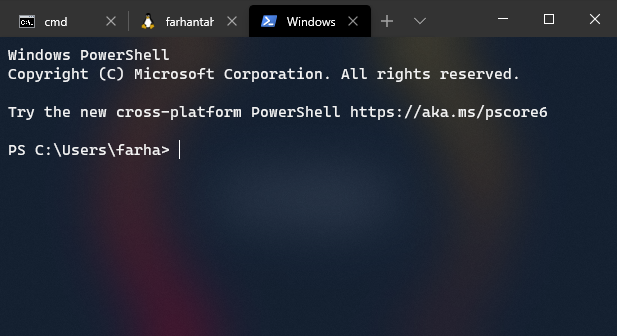 cmd farhantah Windows
Windows PowerShell
Copyright (C) Microsoft Corporation. All rights reserved.
Try the new cross-platform PowerShell https://aka.ms/pscore6
PS C:\Users\farha>